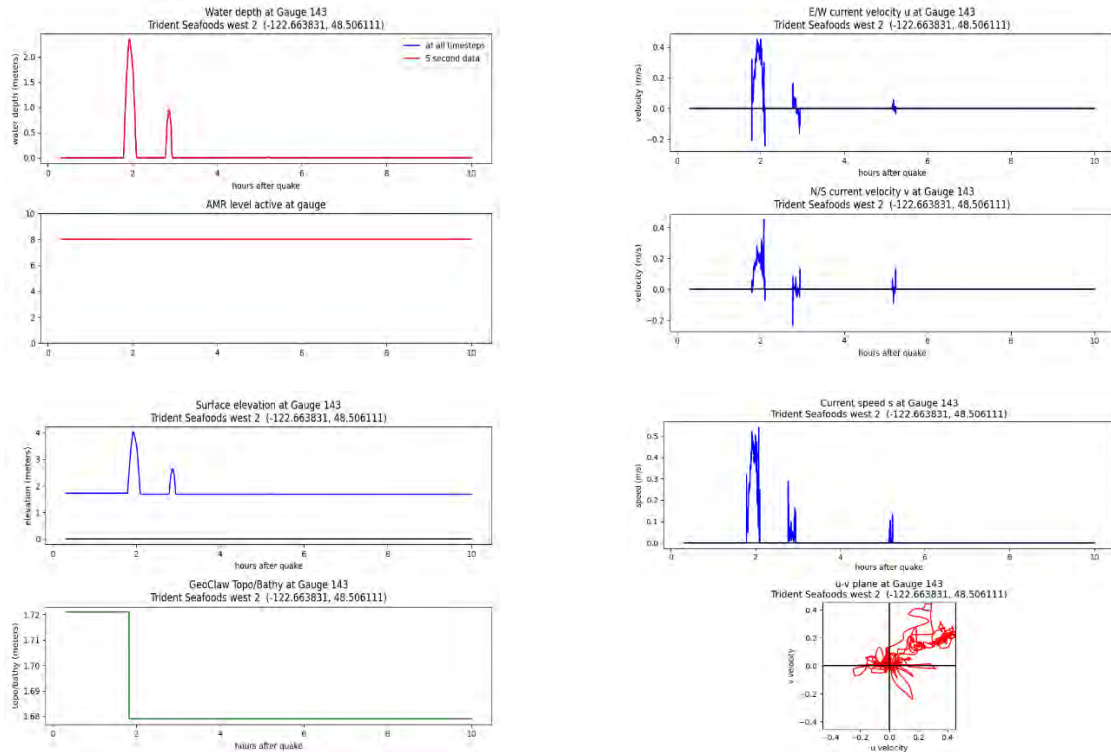 Water depth at Gauge 143
Trident Seafoods west 2 (-122.663831, 48.506111)
at all timesteps
5 second data
water depth (meters)
2.0
1.5
1.0
0.5
0.0
0 2 4 6 8 10
hours after quake
AMR level active at gauge
10
8
6
4
2
0
0 2 4 6 8 10
Surface elevation at Gauge 143
Trident Seafoods west 2 (-122.663831, 48.506111)
elevation (meters)
4
3
2
1
0
0 2 4 6 8 10
hours after quake
GeoClaw Topo/Bathy at Gauge 143
Trident Seafoods west 2 (-122.663831, 48.506111)
topo/bathy (meters)
1.72
1.71
1.70
1.69
1.68
0 2 4 6 8 10
hours after quake
E/W current velocity u at Gauge 143
Trident Seafoods west 2 (-122.663831, 48.506111)
velocity (m/s)
0.4
0.2
0.0
−0.2
0 2 4 6 8 10
hours after quake
N/S current velocity v at Gauge 143
Trident Seafoods west 2 (-122.663831, 48.506111)
velocity (m/s)
0.4
0.2
0.0
−0.2
0 2 4 6 8 10
hours after quake
Current speed s at Gauge 143
Trident Seafoods west 2 (-122.663831, 48.506111)
speed (m/s)
0.5
0.4
0.3
0.2
0.1
0.0
0 2 4 6 8 10
hours after quake
u-v plane at Gauge 143
Trident Seafoods west 2 (-122.663831, 48.506111)
v velocity
0.4
0.2
0.0
−0.2
−0.4
−0.4 −0.2 0.0 0.2 0.4
u velocity